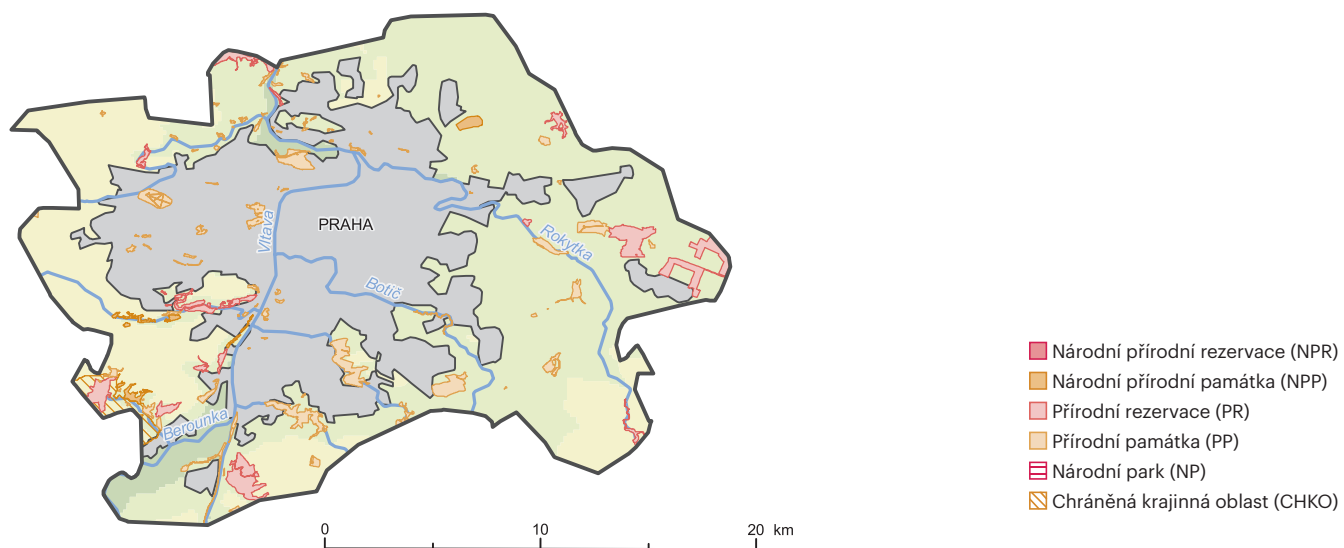 PRAHA
Vltava
Rokytka
Botič
Berounka
Národní přírodní rezervace (NPR)
Národní přírodní památka (NPP)
Přírodní rezervace (PR)
Přírodní památka (PP)
Národní park (NP)
Chráněná krajinná oblast (CHKO)
0 10 20 km